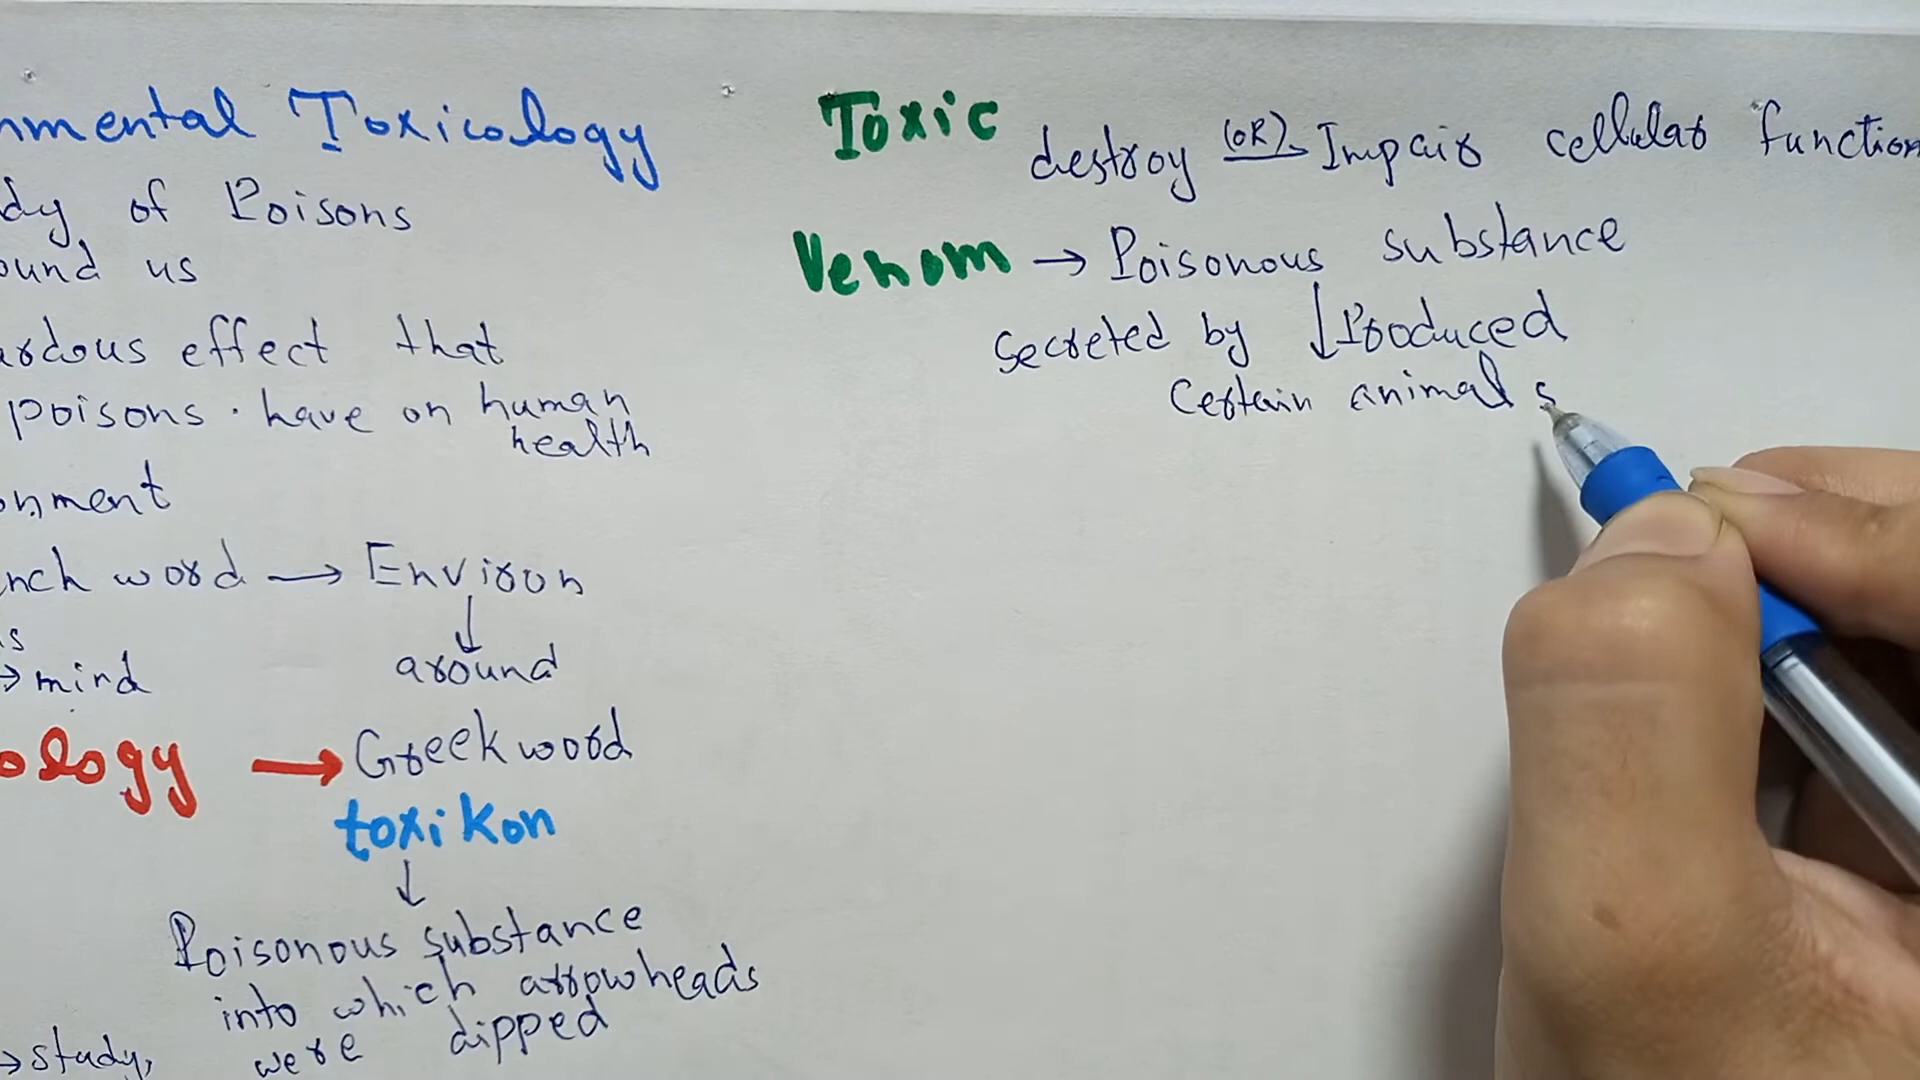 nmental Toxicology
dy of Poisons
ound us
ardous effect that
poisons . have on human
health
onment
nch word → Environ
↓
s
around
→ mind
ology → Greek word
toxikon
↓
Poisonous substance
into which arrowheads
were dipped
→ study,
Toxic destroy (OR) Impair cellular function
Venom → Poisonous substance
secreted by ↓ Produced
Certain animals